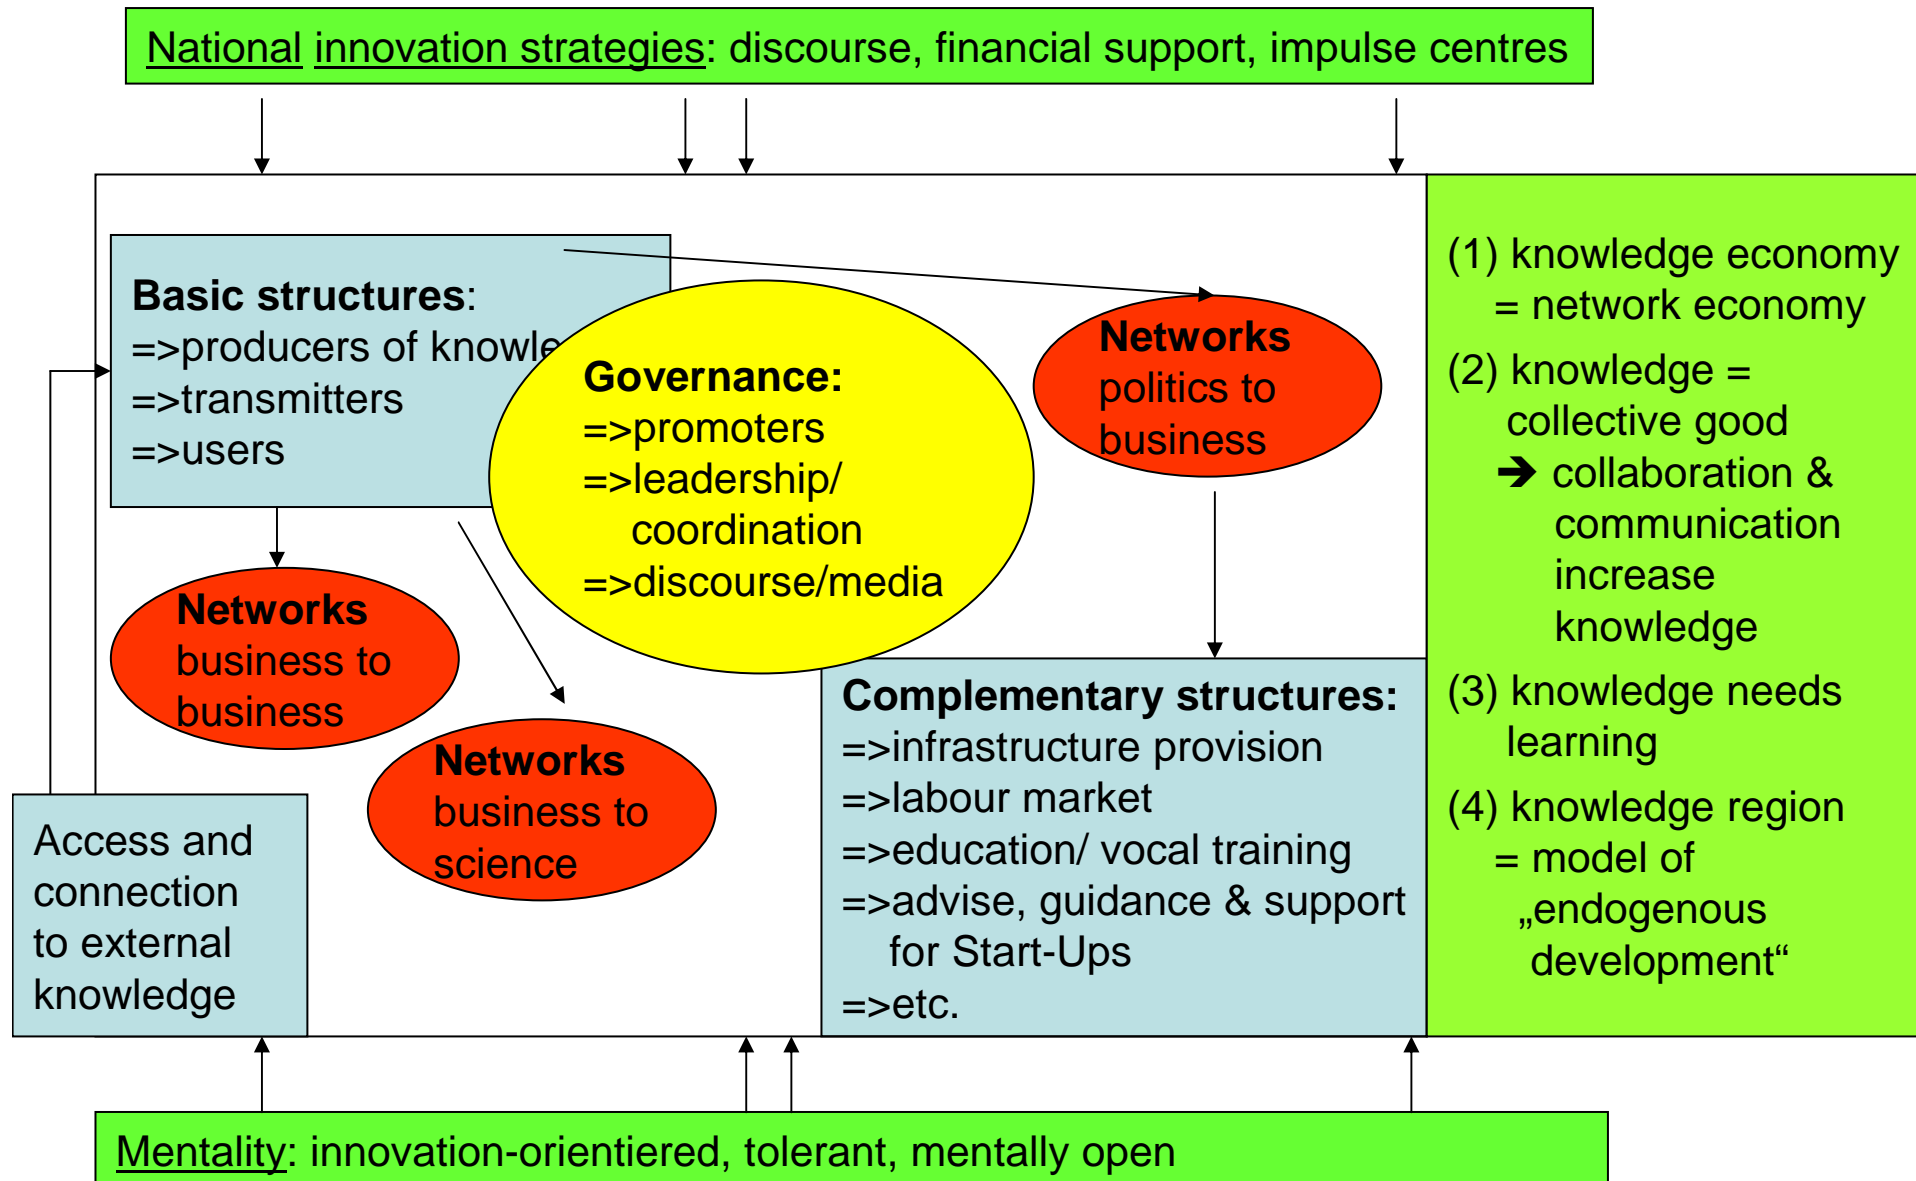 National innovation strategies: discourse, financial support, impulse centres
Basic structures:
=>producers of knowle
=>transmitters
=>users
Governance:
=>promoters
=>leadership/
coordination
=>discourse/media
Networks
politics to
business
Networks
business to
business
Networks
business to
science
Access and
connection
to external
knowledge
Complementary structures:
=>infrastructure provision
=>labour market
=>education/ vocal training
=>advise, guidance & support
for Start-Ups
=>etc.
(1) knowledge economy
= network economy
(2) knowledge =
collective good
➔ collaboration &
communication
increase
knowledge
(3) knowledge needs
learning
(4) knowledge region
= model of
„endogenous
development“
Mentality: innovation-orientiered, tolerant, mentally open